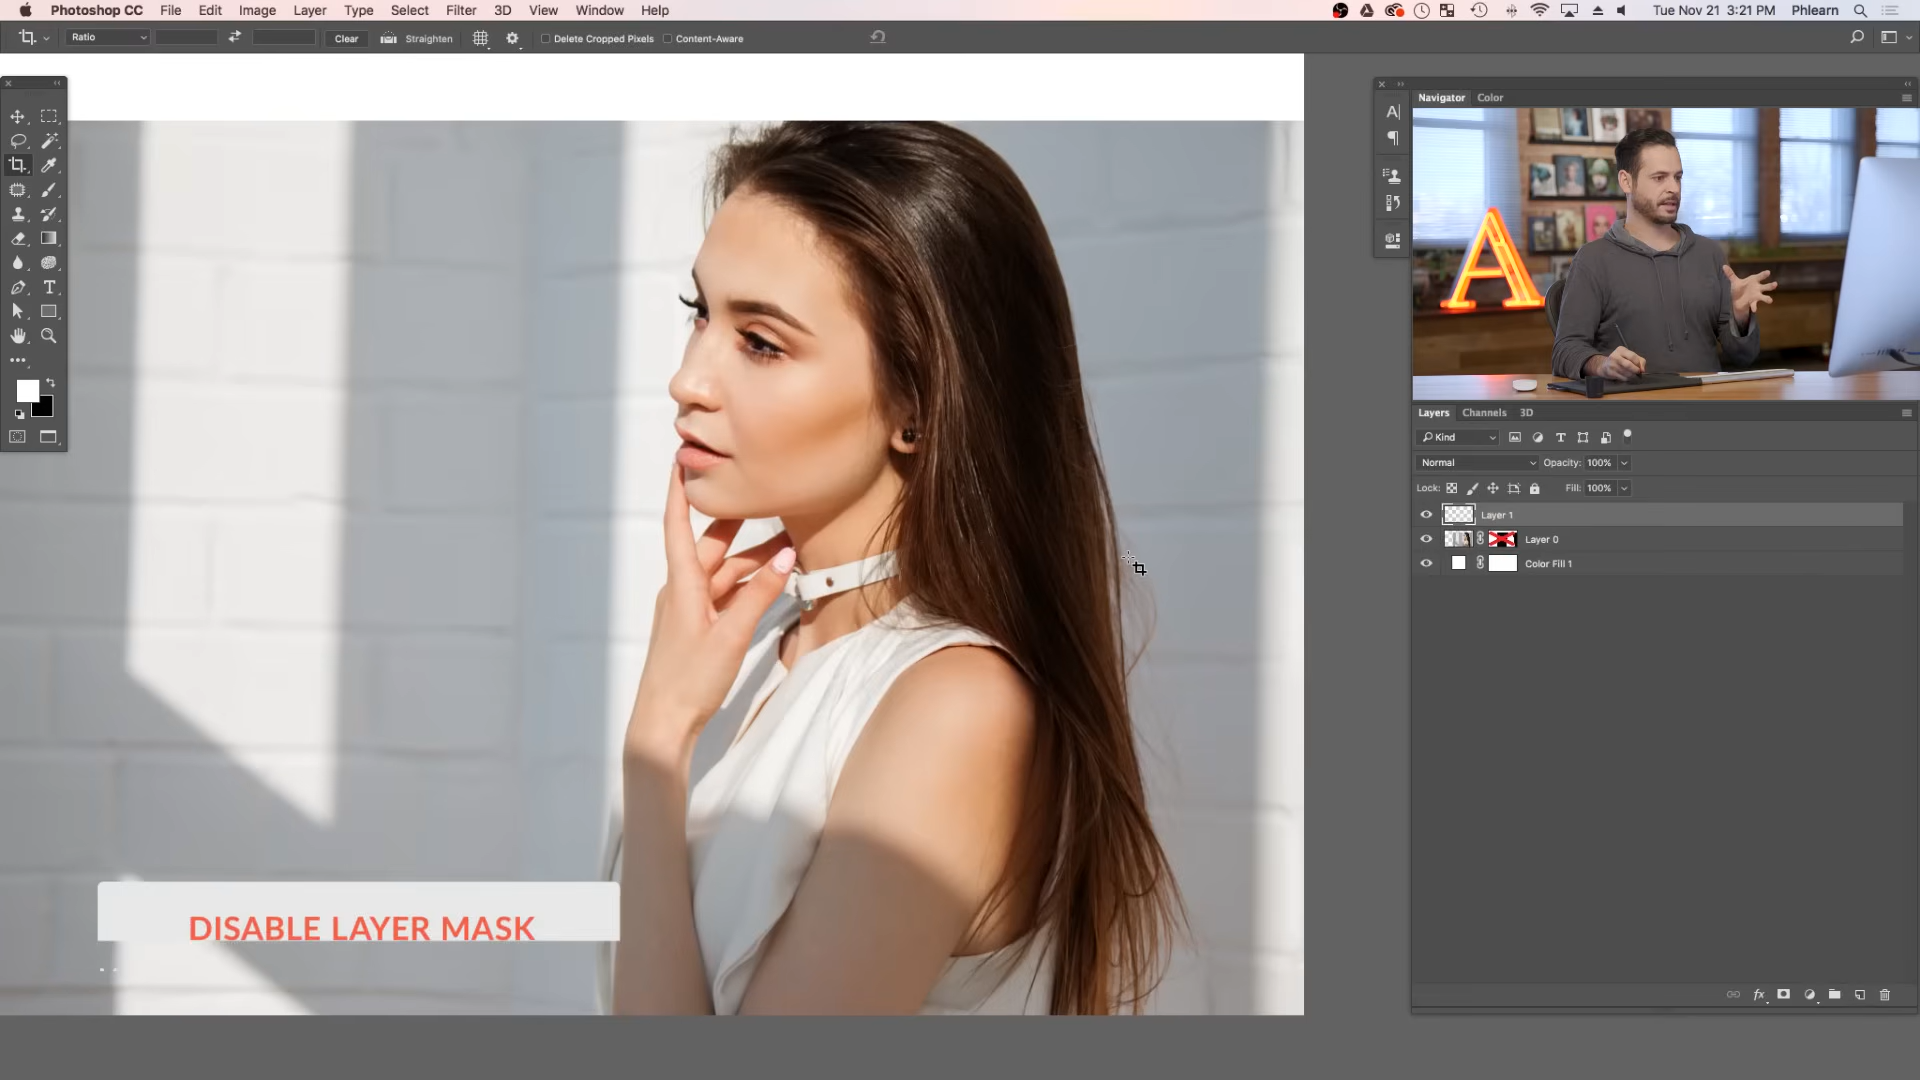 Photoshop CC File Edit Image Layer Type Select Filter 3D View Window Help Tue Nov 21 3:21 PM Phlearn
Ratio Clear Straighten Delete Cropped Pixels Content-Aware
Navigator Color
A
Layers Channels 3D
Kind
Normal Opacity: 100%
Lock: Fill: 100%
Layer 1
Layer 0
Color Fill 1
fx
DISABLE LAYER MASK